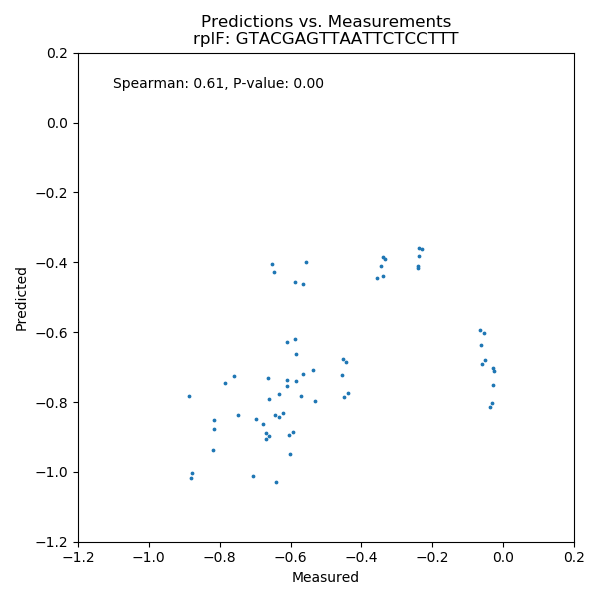 Predictions vs. Measurements
rplF: GTACGAGTTAATTCTCCTTT
Spearman: 0.61, P-value: 0.00
0.2
0.0
−0.2
−0.4
−0.6
−0.8
−1.0
−1.2
Predicted
−1.2 −1.0 −0.8 −0.6 −0.4 −0.2 0.0 0.2
Measured